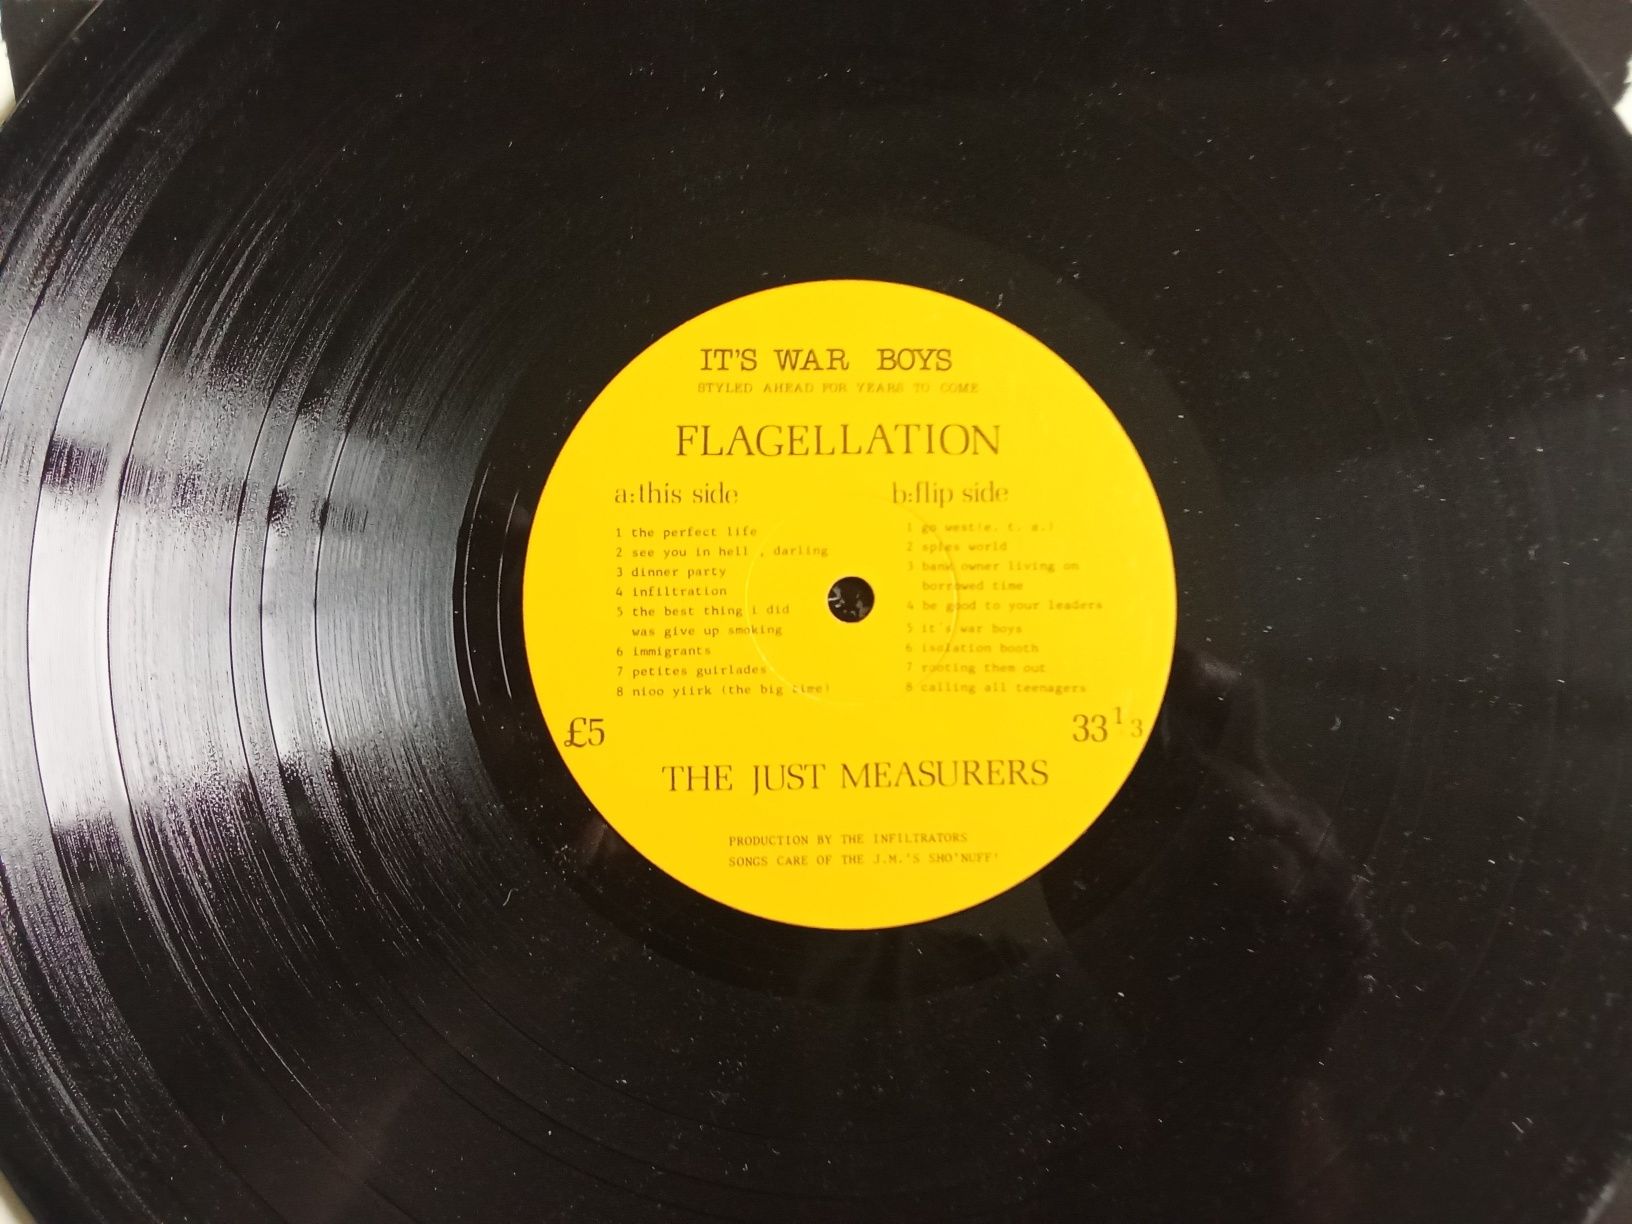 IT'S WAR BOYS
STYLED AHEAD FOR YEARS TO COME
FLAGELLATION
a:this side
1 the perfect life
2 see you in hell , darling
3 dinner party
4 infiltration
5 the best thing i did
was give up smoking
6 immigrants
7 petites guirlades
8 nioo yiirk (the big time)
b:flip side
1 go west(e. t. a.)
2 spies world
3 bank owner living on
borrowed time
4 be good to your leaders
5 it's war boys
6 isolation booth
7 rooting them out
8 calling all teenagers
£5
33 1/3
THE JUST MEASURERS
PRODUCTION BY THE INFILTRATORS
SONGS CARE OF THE J.M.'S SHO'NUFF!